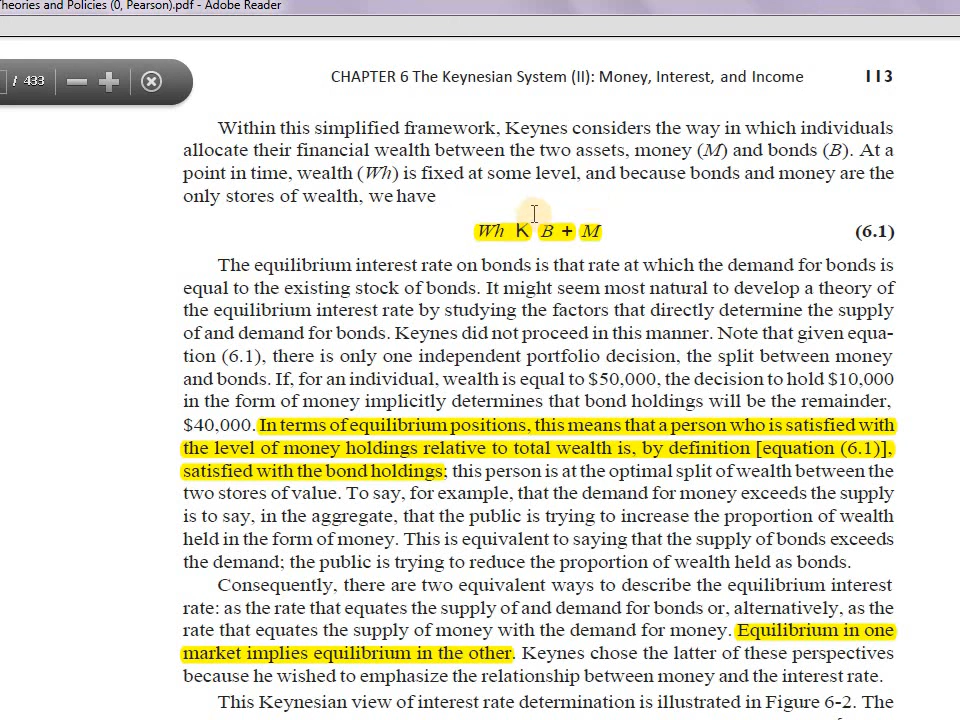 heories and Policies (0, Pearson).pdf - Adobe Reader
/ 433
CHAPTER 6 The Keynesian System (II): Money, Interest, and Income 113
Within this simplified framework, Keynes considers the way in which individuals
allocate their financial wealth between the two assets, money (M) and bonds (B). At a
point in time, wealth (Wh) is fixed at some level, and because bonds and money are the
only stores of wealth, we have
Wh K B + M (6.1)
The equilibrium interest rate on bonds is that rate at which the demand for bonds is
equal to the existing stock of bonds. It might seem most natural to develop a theory of
the equilibrium interest rate by studying the factors that directly determine the supply
of and demand for bonds. Keynes did not proceed in this manner. Note that given equa-
tion (6.1), there is only one independent portfolio decision, the split between money
and bonds. If, for an individual, wealth is equal to $50,000, the decision to hold $10,000
in the form of money implicitly determines that bond holdings will be the remainder,
$40,000. In terms of equilibrium positions, this means that a person who is satisfied with
the level of money holdings relative to total wealth is, by definition [equation (6.1)],
satisfied with the bond holdings; this person is at the optimal split of wealth between the
two stores of value. To say, for example, that the demand for money exceeds the supply
is to say, in the aggregate, that the public is trying to increase the proportion of wealth
held in the form of money. This is equivalent to saying that the supply of bonds exceeds
the demand; the public is trying to reduce the proportion of wealth held as bonds.
Consequently, there are two equivalent ways to describe the equilibrium interest
rate: as the rate that equates the supply of and demand for bonds or, alternatively, as the
rate that equates the supply of money with the demand for money. Equilibrium in one
market implies equilibrium in the other. Keynes chose the latter of these perspectives
because he wished to emphasize the relationship between money and the interest rate.
This Keynesian view of interest rate determination is illustrated in Figure 6-2. The